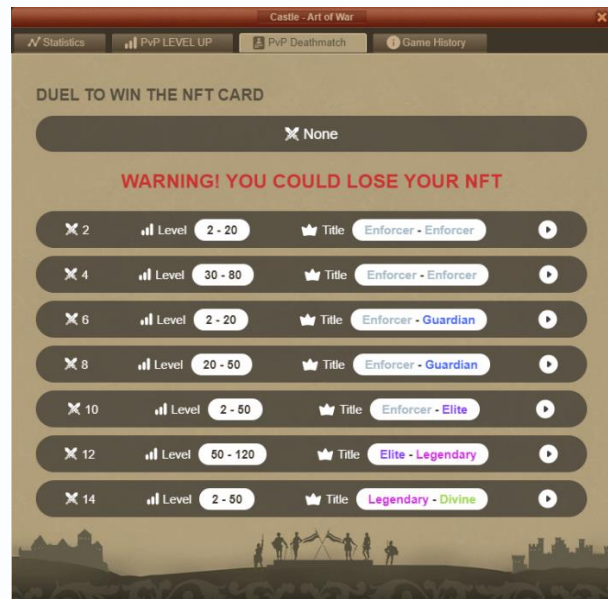 Castle - Art of War
Statistics PvP LEVEL UP PvP Deathmatch Game History
DUEL TO WIN THE NFT CARD
None
WARNING! YOU COULD LOSE YOUR NFT
2 Level 2 - 20 Title Enforcer - Enforcer
4 Level 30 - 80 Title Enforcer - Enforcer
6 Level 2 - 20 Title Enforcer - Guardian
8 Level 20 - 50 Title Enforcer - Guardian
10 Level 2 - 50 Title Enforcer - Elite
12 Level 50 - 120 Title Elite - Legendary
14 Level 2 - 50 Title Legendary - Divine